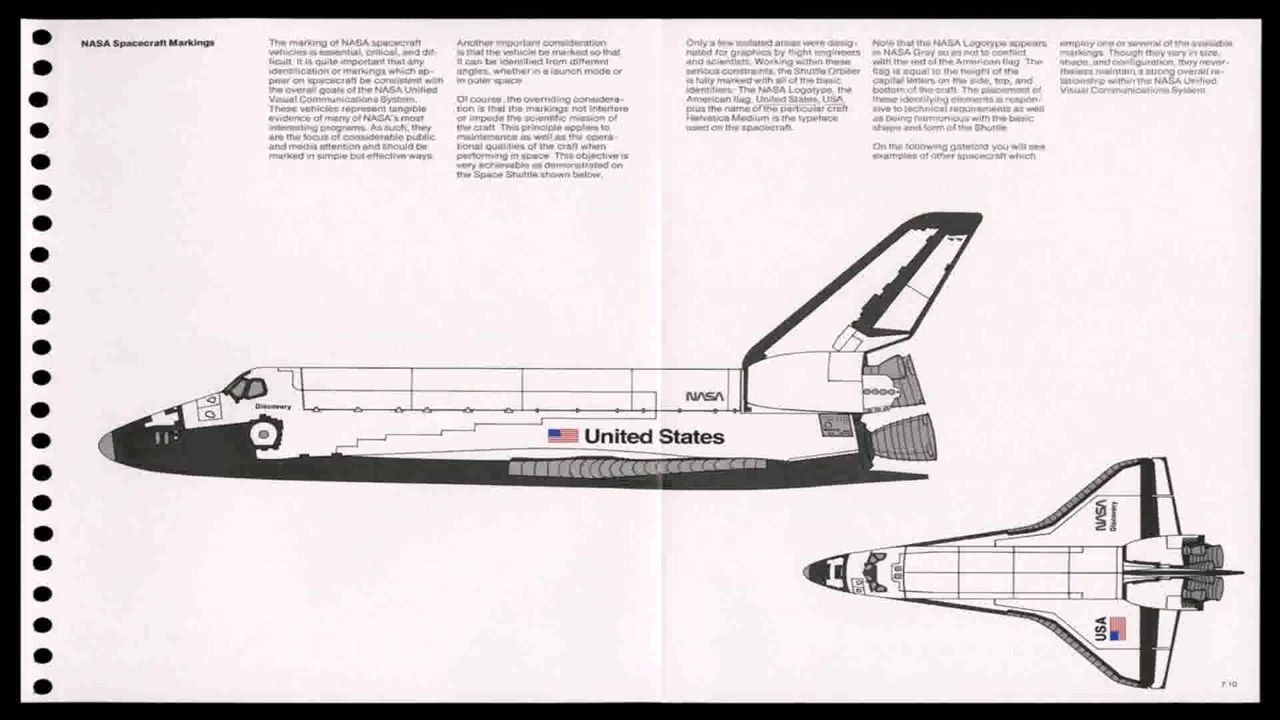 NASA Spacecraft Markings
The marking of NASA spacecraft
vehicles is essential, critical, and dif-
ficult. It is quite important that any
identification or markings which ap-
pear on spacecraft be consistent with
the overall goals of the NASA Unified
Visual Communications System.
These vehicles represent tangible
evidence of many of NASA's most
interesting programs. As such, they
are the focus of considerable public
and media attention and should be
marked in simple but effective ways.
Another important consideration
is that the vehicle be marked so that
it can be identified from different
angles, whether in a launch mode or
in outer space.
Of course, the overriding considera-
tion is that the markings not interfere
or impede the scientific mission of
the craft. This principle applies to
maintenance as well as the opera-
tional qualities of the craft when
performing in space. This objective is
very achievable as demonstrated on
the Space Shuttle shown below.
Only a few isolated areas were desig-
nated for graphics by flight engineers
and scientists. Working within these
serious constraints, the Shuttle Orbiter
is fully marked with all of the basic
identifiers: The NASA Logotype, the
American flag, United States, USA,
plus the name of the particular craft
Helvetica Medium is the typeface
used on the spacecraft.
Note that the NASA Logotype appears
in NASA Gray so as not to conflict
with the red of the American flag. The
flag is equal to the height of the
capital letters on the side, top, and
bottom of the craft. The placement of
these identifying elements is respon-
sive to technical requirements as well
as being harmonious with the basic
shape and form of the Shuttle.
On the following gatefold you will see
examples of other spacecraft which
employ one or several of the available
markings. Though they vary in size,
shape, and configuration, they never-
theless maintain a strong overall re-
lationship within the NASA Unified
Visual Communications System.
Discovery
NASA
United States
NASA
Discovery
USA
7.10